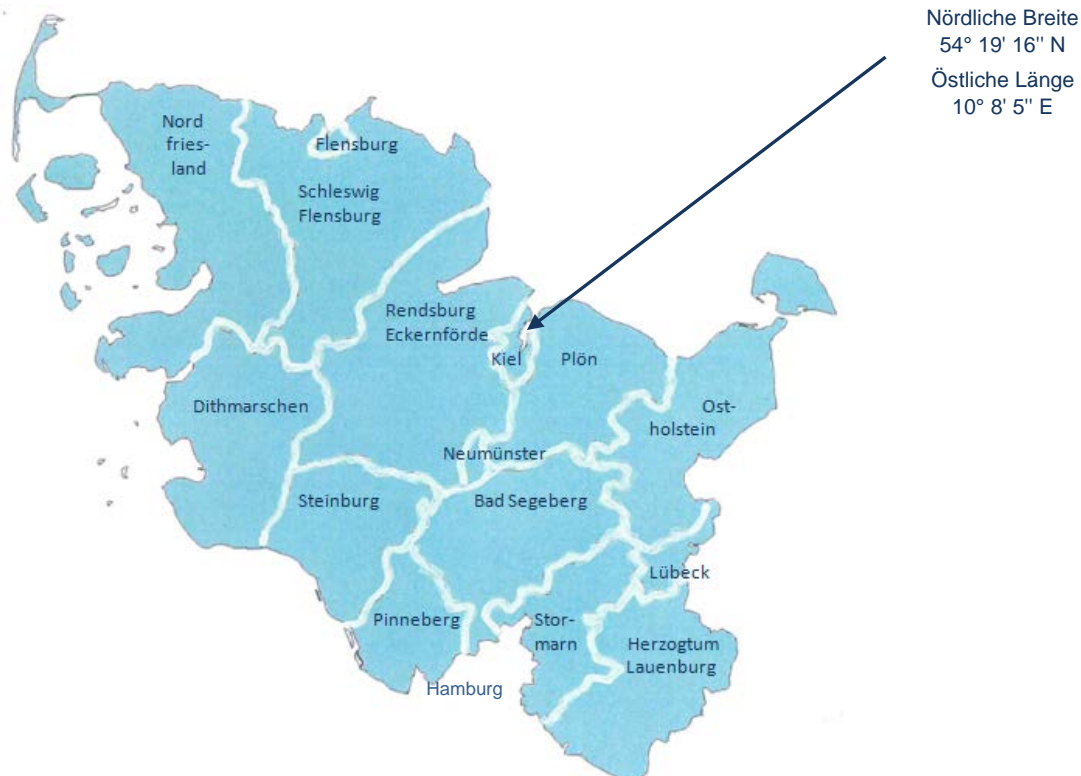 Nördliche Breite
54° 19' 16'' N
Östliche Länge
10° 8' 5'' E
Nord
fries-
land
Flensburg
Schleswig
Flensburg
Rendsburg
Eckernförde
Kiel
Plön
Dithmarschen
Ost-
holstein
Neumünster
Steinburg
Bad Segeberg
Lübeck
Pinneberg
Stor-
marn
Herzogtum
Lauenburg
Hamburg